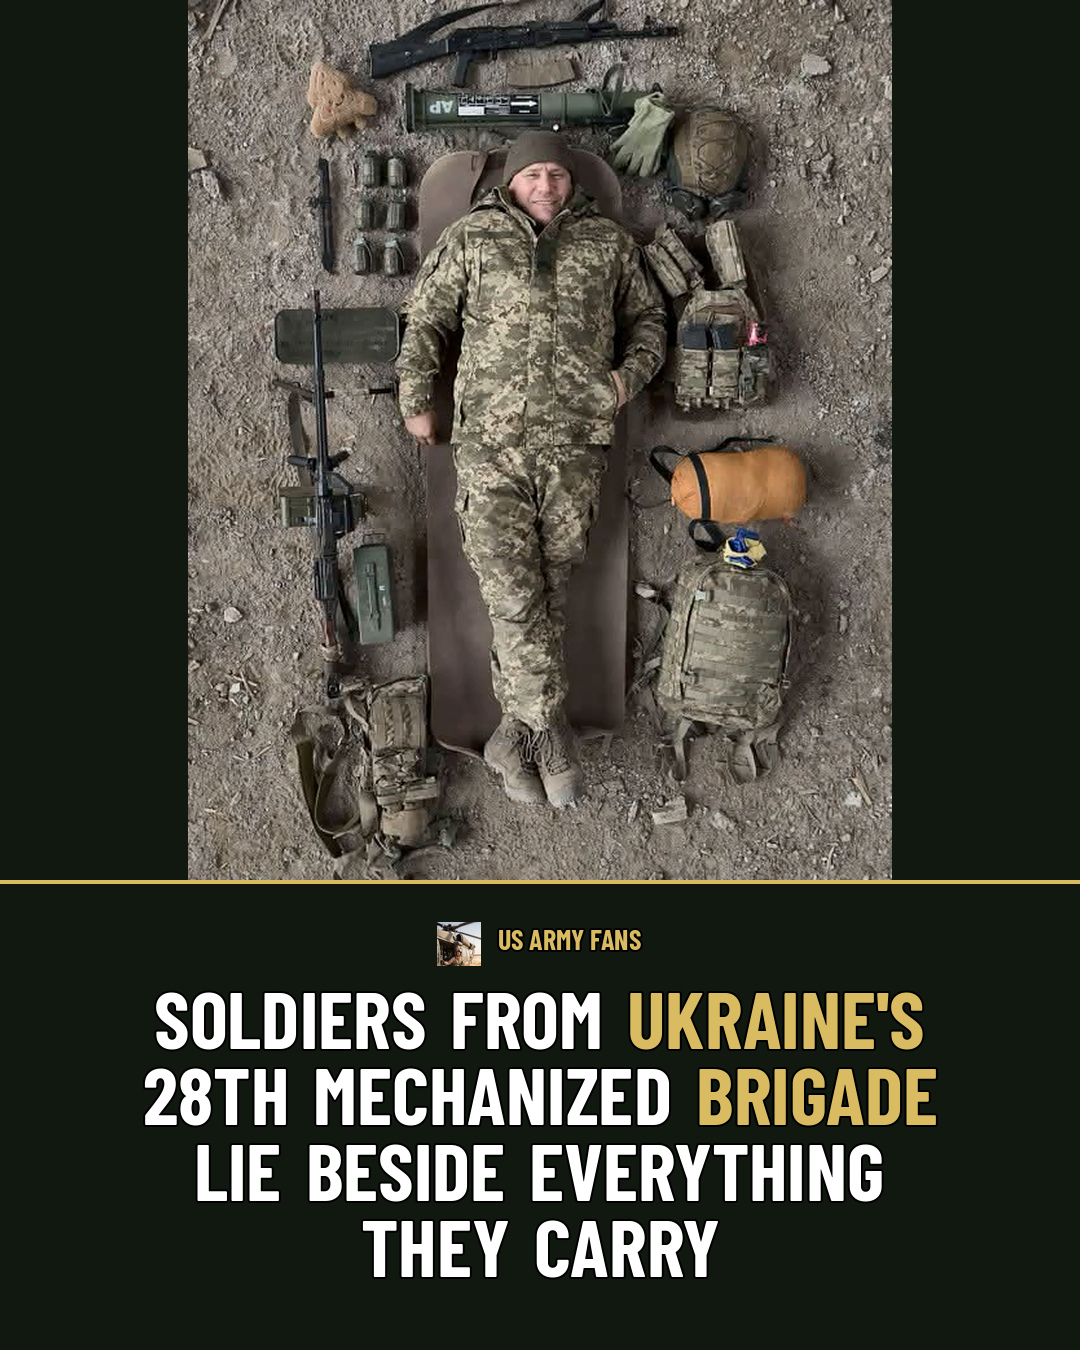 AP
US ARMY FANS
SOLDIERS FROM UKRAINE'S
28TH MECHANIZED BRIGADE
LIE BESIDE EVERYTHING
THEY CARRY